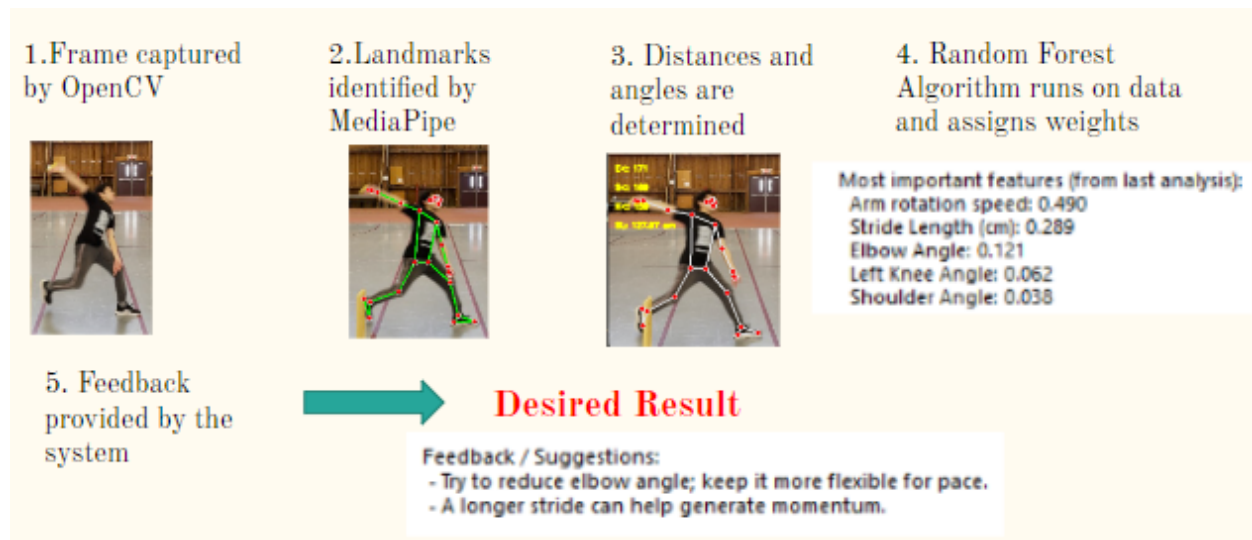 1.Frame captured
by OpenCV
2.Landmarks
identified by
MediaPipe
3. Distances and
angles are
determined
4. Random Forest
Algorithm runs on data
and assigns weights
Most important features (from last analysis):
Arm rotation speed: 0.490
Stride Length (cm): 0.289
Elbow Angle: 0.121
Left Knee Angle: 0.062
Shoulder Angle: 0.038
5. Feedback
provided by the
system
Desired Result
Feedback / Suggestions:
- Try to reduce elbow angle; keep it more flexible for pace.
- A longer stride can help generate momentum.